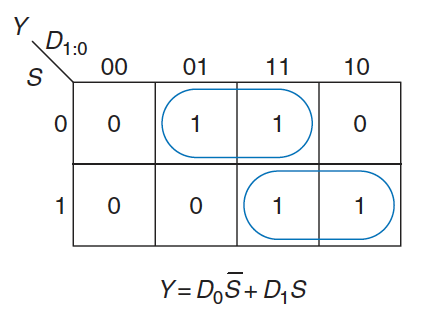 Y
D₁:₀
S
00 01 11 10
0 0 1 1 0
1 0 0 1 1
Y = D₀S̅ + D₁S